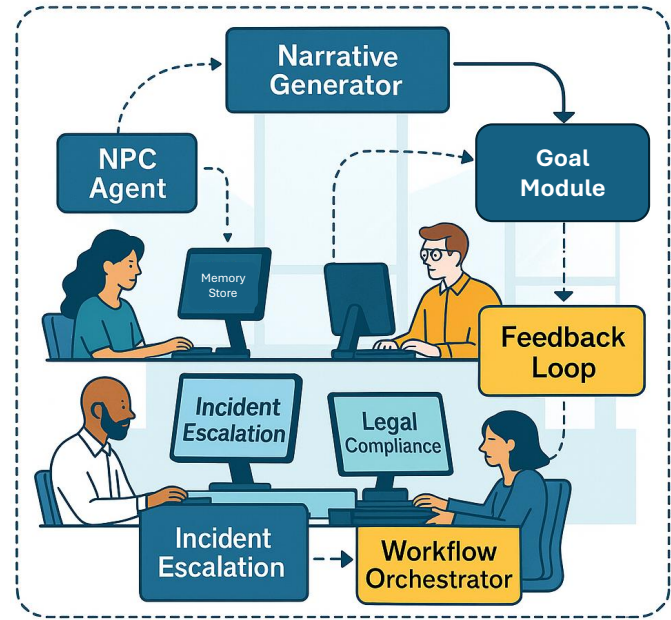 Narrative
Generator
NPC
Agent
Goal
Module
Memory
Store
Feedback
Loop
Incident
Escalation
Legal
Compliance
Incident
Escalation
Workflow
Orchestrator